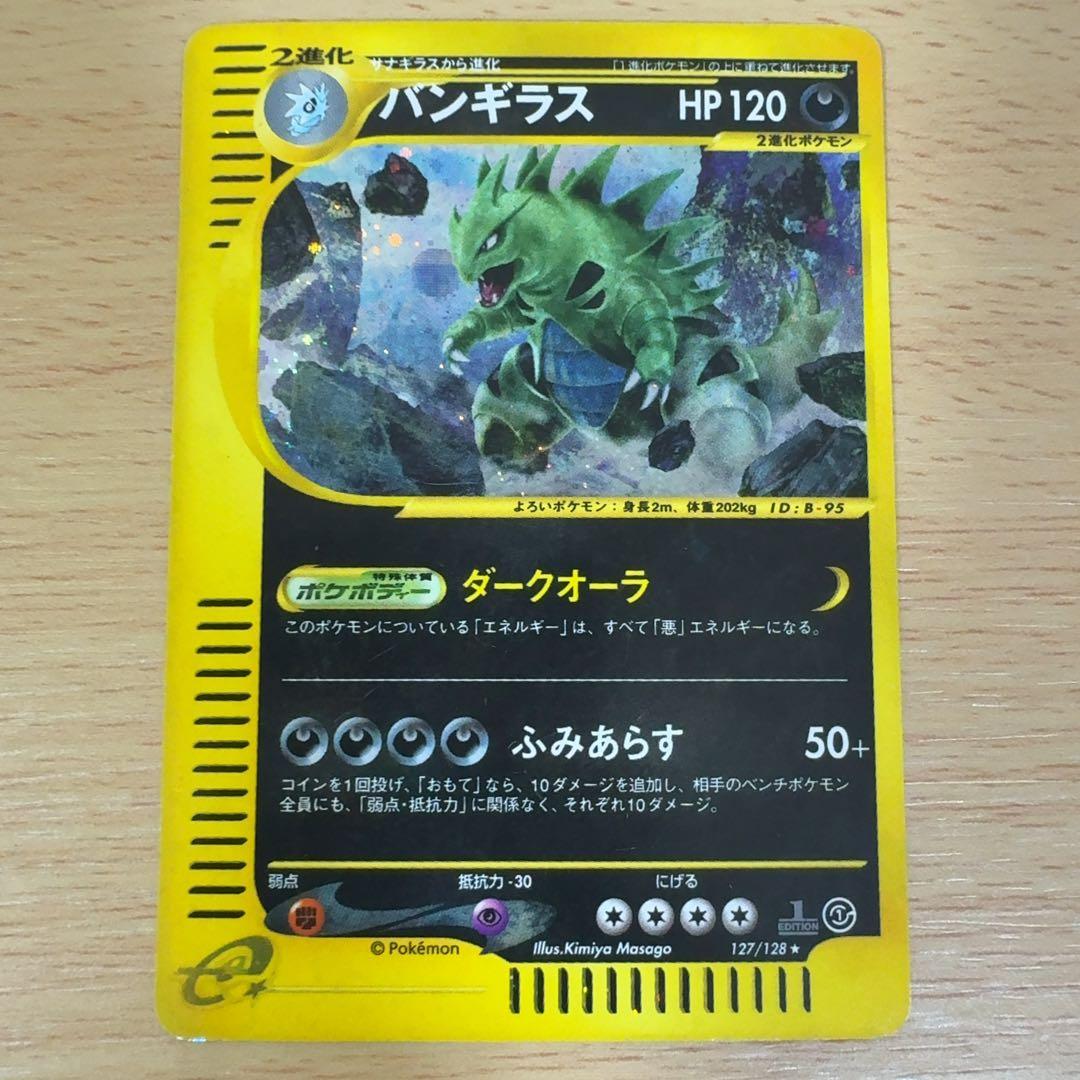 2進化
サナギラスから進化
「1進化ポケモン」の上に重ねて進化させます。
バンギラス
HP 120
2進化ポケモン
よろいポケモン：身長2m、体重202kg ID:B-95
特殊体質
ポケボディー
ダークオーラ
このポケモンについている「エネルギー」は、すべて「悪」エネルギーになる。
ふみあらす 50+
コインを1回投げ、「おもて」なら、10ダメージを追加し、相手のベンチポケモン
全員にも、「弱点・抵抗力」に関係なく、それぞれ10ダメージ。
弱点 抵抗力 -30 にげる
1
EDITION
1
© Pokémon Illus.Kimiya Masago 127/128 ★
e